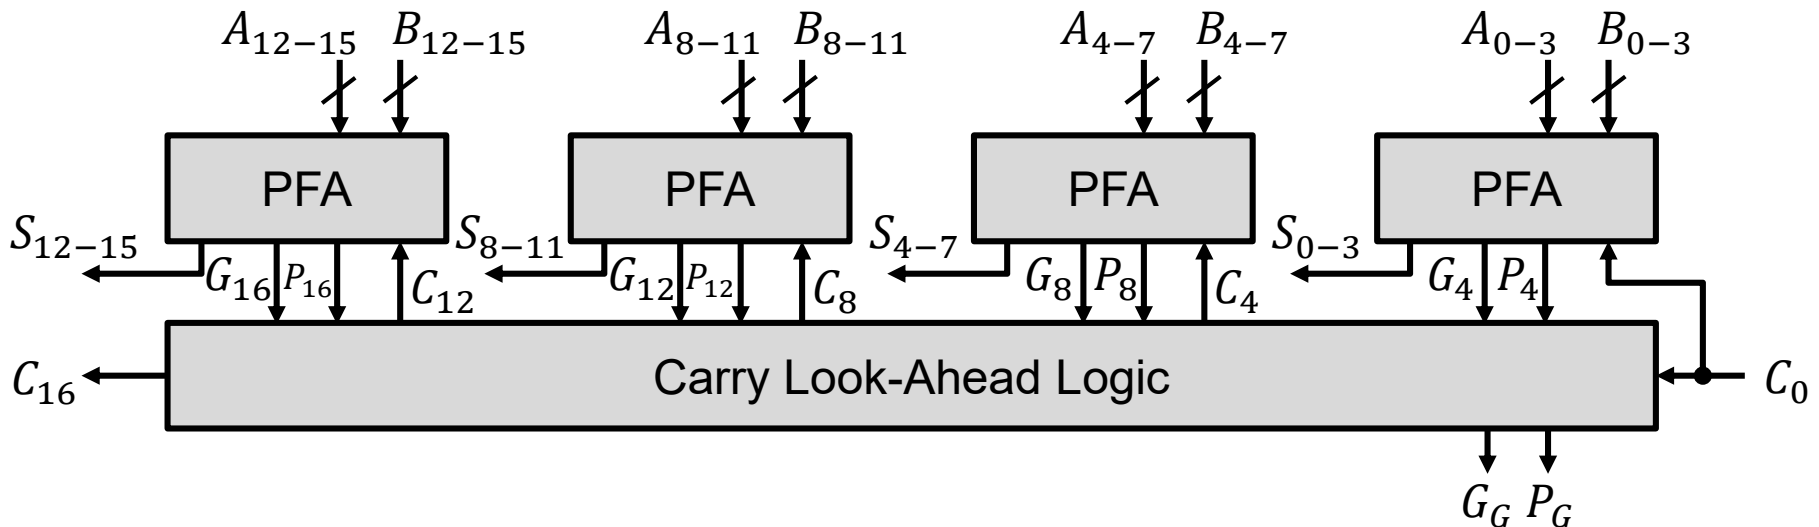 A₁₂₋₁₅ B₁₂₋₁₅ A₈₋₁₁ B₈₋₁₁ A₄₋₇ B₄₋₇ A₀₋₃ B₀₋₃
PFA PFA PFA PFA
S₁₂₋₁₅ S₈₋₁₁ S₄₋₇ S₀₋₃
G₁₆ P₁₆ C₁₂ G₁₂ P₁₂ C₈ G₈ P₈ C₄ G₄ P₄
C₁₆ Carry Look-Ahead Logic C₀
G_G P_G